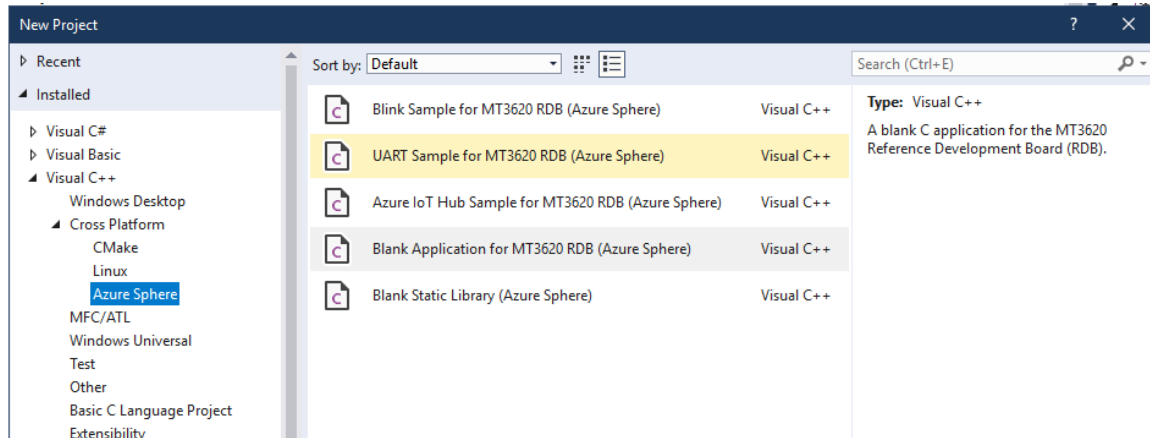 New Project
?
Recent
Installed
Visual C#
Visual Basic
Visual C++
Windows Desktop
Cross Platform
CMake
Linux
Azure Sphere
MFC/ATL
Windows Universal
Test
Other
Basic C Language Project
Extensibility
Sort by: Default
Blink Sample for MT3620 RDB (Azure Sphere) Visual C++
UART Sample for MT3620 RDB (Azure Sphere) Visual C++
Azure IoT Hub Sample for MT3620 RDB (Azure Sphere) Visual C++
Blank Application for MT3620 RDB (Azure Sphere) Visual C++
Blank Static Library (Azure Sphere) Visual C++
Search (Ctrl+E)
Type: Visual C++
A blank C application for the MT3620
Reference Development Board (RDB).